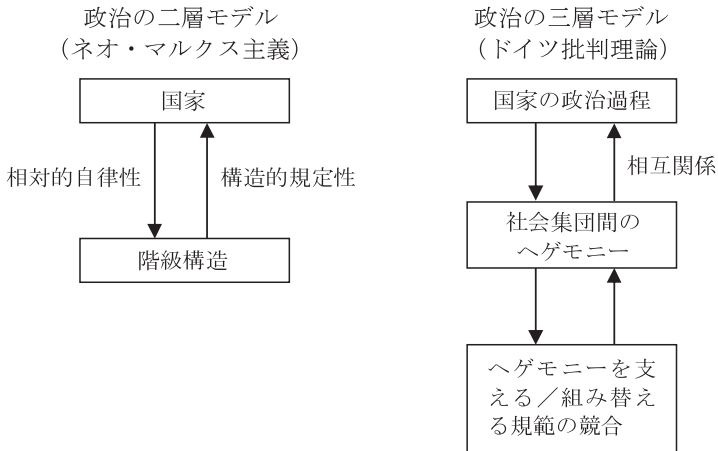 政治の二層モデル
（ネオ・マルクス主義）
国家
相対的自律性
構造的規定性
階級構造
政治の三層モデル
（ドイツ批判理論）
国家の政治過程
相互関係
社会集団間の
ヘゲモニー
ヘゲモニーを支
える／組み替え
る規範の競合